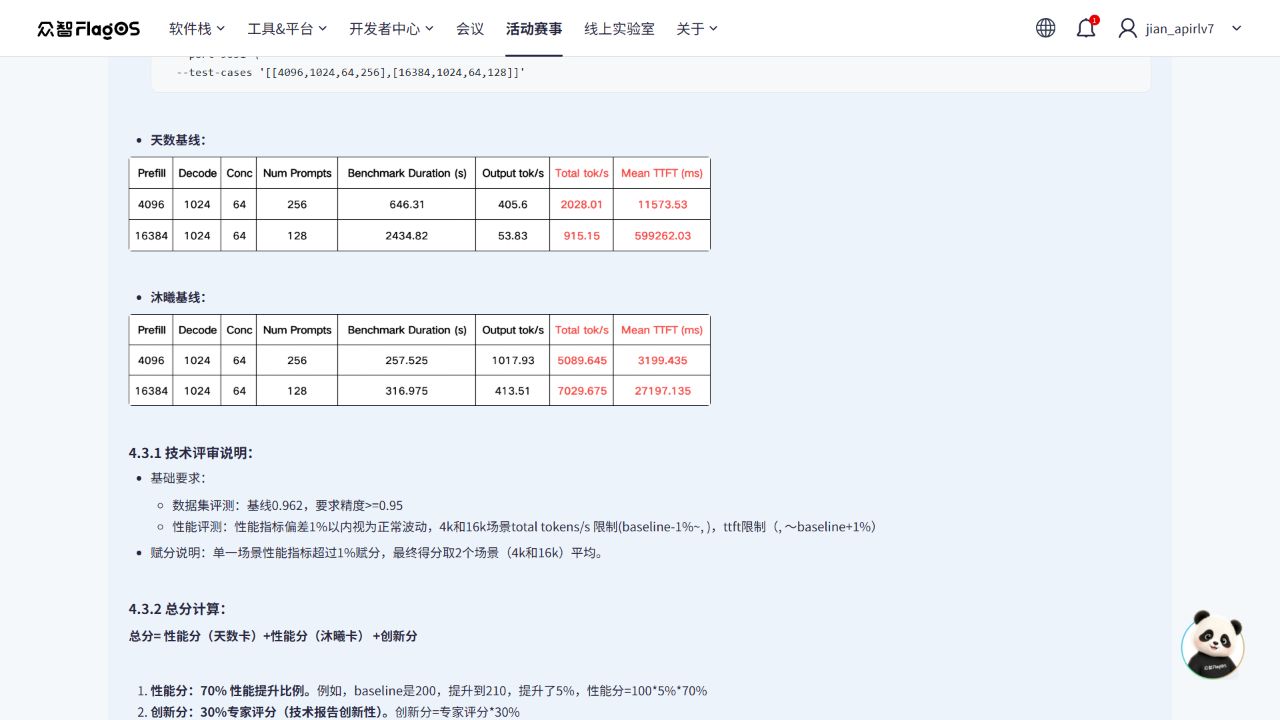 众智FlagOS 软件栈 工具&平台 开发者中心 会议 活动赛事 线上实验室 关于 1 jian_apirlv7
--test-cases '[[4096,1024,64,256],[16384,1024,64,128]]'
• 天数基线：
Prefill Decode Conc Num Prompts Benchmark Duration (s) Output tok/s Total tok/s Mean TTFT (ms)
4096 1024 64 256 646.31 405.6 2028.01 11573.53
16384 1024 64 128 2434.82 53.83 915.15 599262.03
• 沐曦基线：
Prefill Decode Conc Num Prompts Benchmark Duration (s) Output tok/s Total tok/s Mean TTFT (ms)
4096 1024 64 256 257.525 1017.93 5089.645 3199.435
16384 1024 64 128 316.975 413.51 7029.675 27197.135
4.3.1 技术评审说明：
• 基础要求：
○ 数据集评测：基线0.962，要求精度>=0.95
○ 性能评测：性能指标偏差1%以内视为正常波动，4k和16k场景total tokens/s 限制(baseline-1%~, )，ttft限制（, ～baseline+1%）
• 赋分说明：单一场景性能指标超过1%赋分，最终得分取2个场景（4k和16k）平均。
4.3.2 总分计算：
总分= 性能分（天数卡）+性能分（沐曦卡） +创新分
1. 性能分：70% 性能提升比例。例如，baseline是200，提升到210，提升了5%，性能分=100*5%*70%
2. 创新分：30%专家评分（技术报告创新性）。创新分=专家评分*30%
众智FlagOS